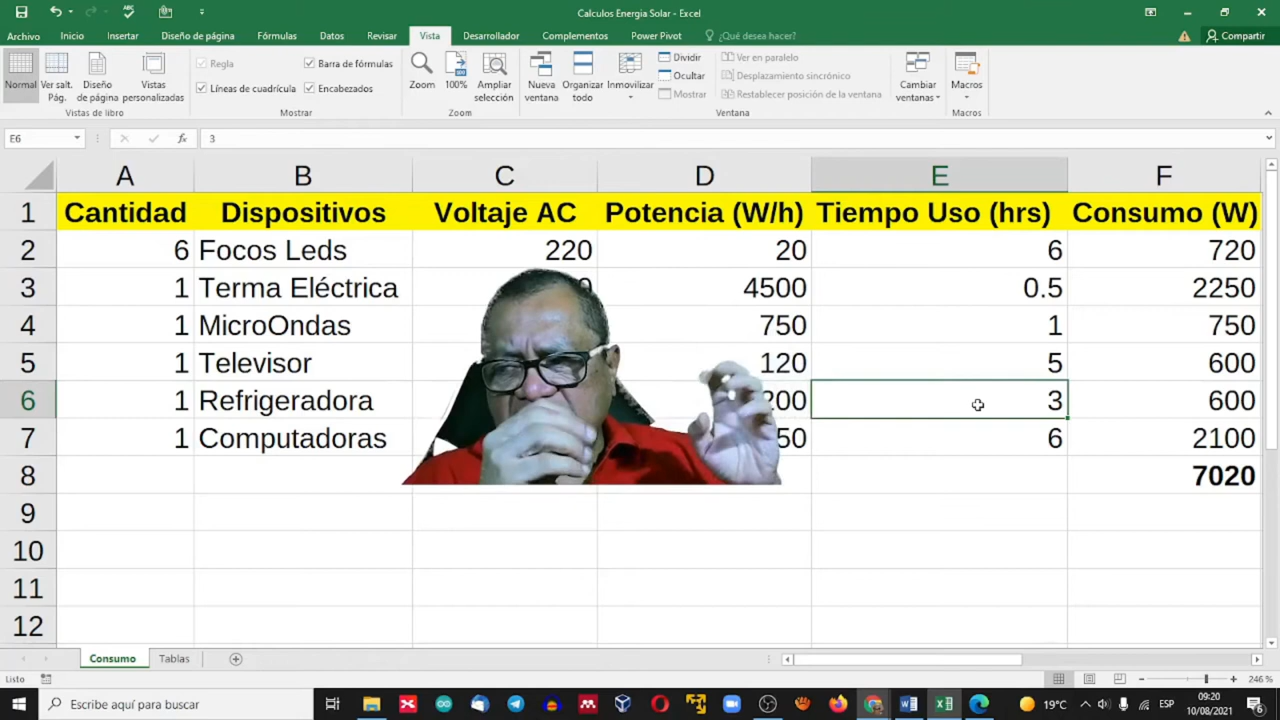 Calculos Energia Solar - Excel
Archivo Inicio Insertar Diseño de página Fórmulas Datos Revisar Vista Desarrollador Complementos Power Pivot ¿Qué desea hacer? Compartir
Normal
Ver salt. Pág.
Diseño de página
Vistas personalizadas
Vistas de libro
Regla
Barra de fórmulas
Líneas de cuadrícula
Encabezados
Mostrar
Zoom
100%
Ampliar selección
Zoom
Nueva ventana
Organizar todo
Inmovilizar
Dividir
Ocultar
Mostrar
Ver en paralelo
Desplazamiento sincrónico
Restablecer posición de la ventana
Ventana
Cambiar ventanas
Macros
Macros
E6 fx 3
A B C D E F
1 Cantidad Dispositivos Voltaje AC Potencia (W/h) Tiempo Uso (hrs) Consumo (W)
2 6 Focos Leds 220 20 6 720
3 1 Terma Eléctrica 4500 0.5 2250
4 1 MicroOndas 750 1 750
5 1 Televisor 120 5 600
6 1 Refrigeradora 3 600
7 1 Computadoras 6 2100
8 7020
9
10
11
12
Consumo Tablas
Listo 246 %
Escribe aquí para buscar 19°C ESP 09:20
10/08/2021 6